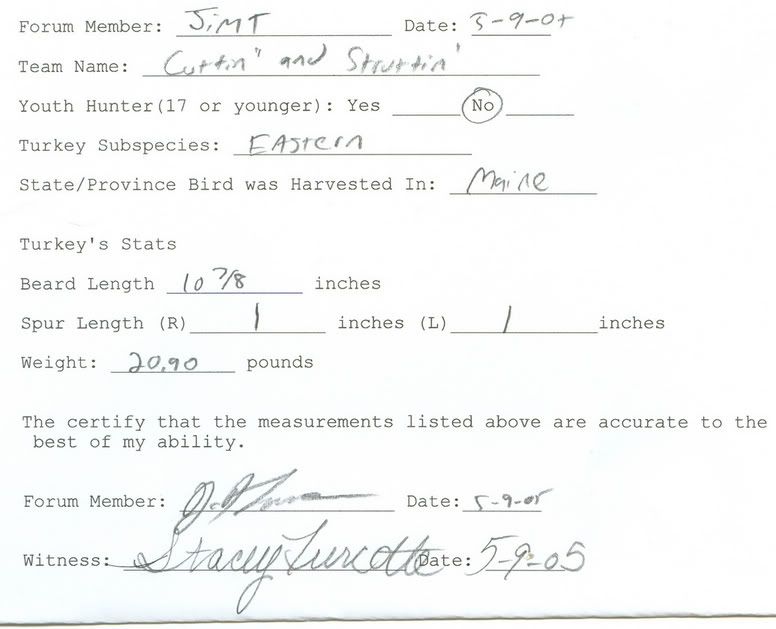 Forum Member: JimT Date: 5-9-05
Team Name: Cuttin" and Struttin'
Youth Hunter(17 or younger): Yes No
Turkey Subspecies: EAstern
State/Province Bird was Harvested In: Maine
Turkey's Stats
Beard Length 10 7/8 inches
Spur Length (R) 1 inches (L) 1 inches
Weight: 20.90 pounds
The certify that the measurements listed above are accurate to the
best of my ability.
Forum Member: Date: 5-9-05
Witness: Stacey Turcotte Date: 5-9-05